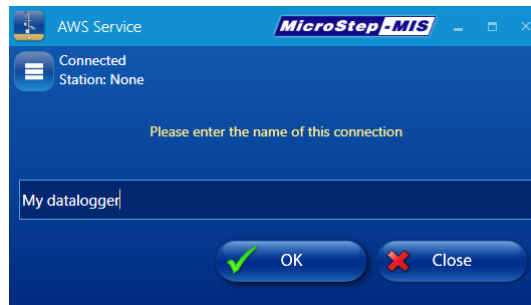 AWS Service
MicroStep-MIS
Connected
Station: None
Please enter the name of this connection
My datalogger
OK
Close